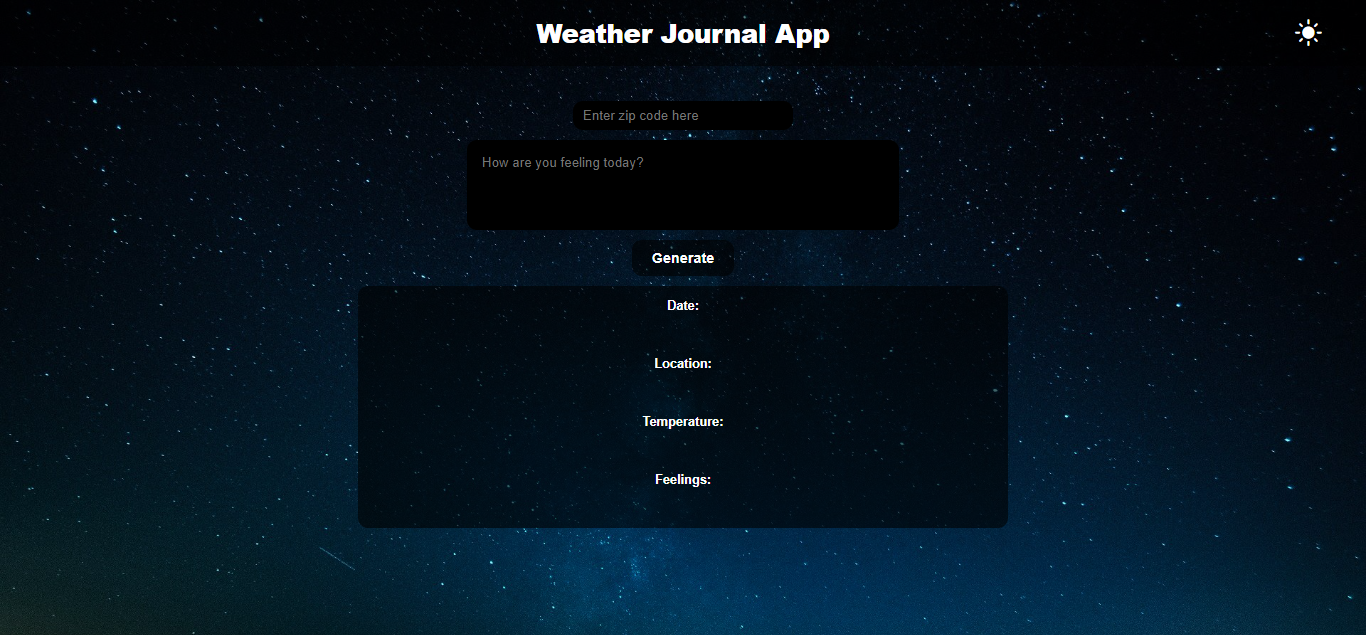 Weather Journal App
Enter zip code here
How are you feeling today?
Generate
Date:
Location:
Temperature:
Feelings: